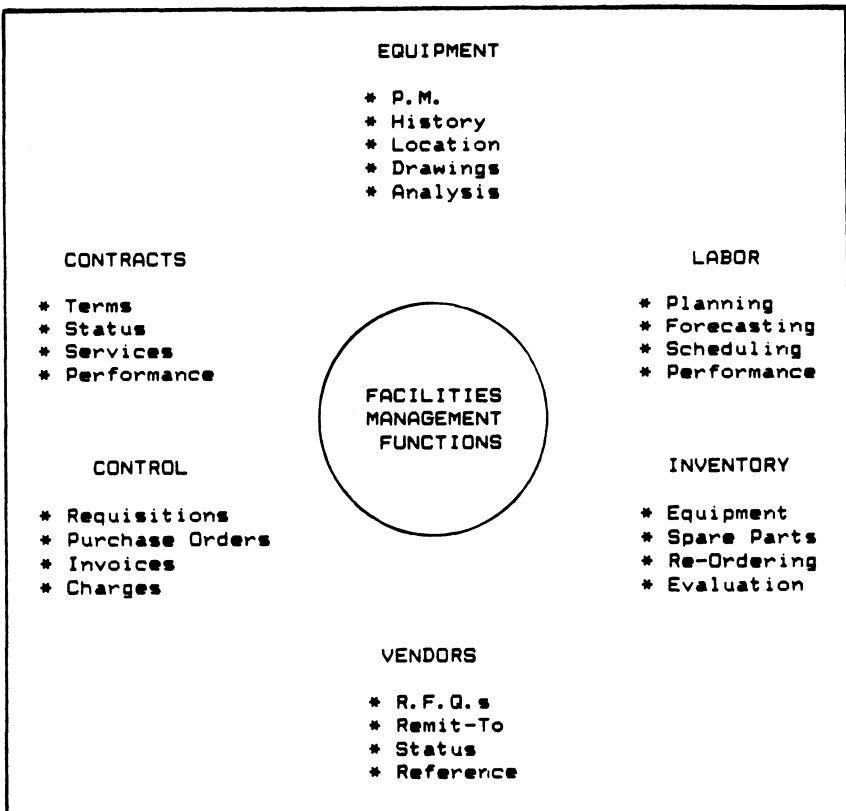 EQUIPMENT
* P.M.
* History
* Location
* Drawings
* Analysis
CONTRACTS
* Terms
* Status
* Services
* Performance
LABOR
* Planning
* Forecasting
* Scheduling
* Performance
FACILITIES
MANAGEMENT
FUNCTIONS
CONTROL
* Requisitions
* Purchase Orders
* Invoices
* Charges
INVENTORY
* Equipment
* Spare Parts
* Re-Ordering
* Evaluation
VENDORS
* R.F.Q.s
* Remit-To
* Status
* Reference